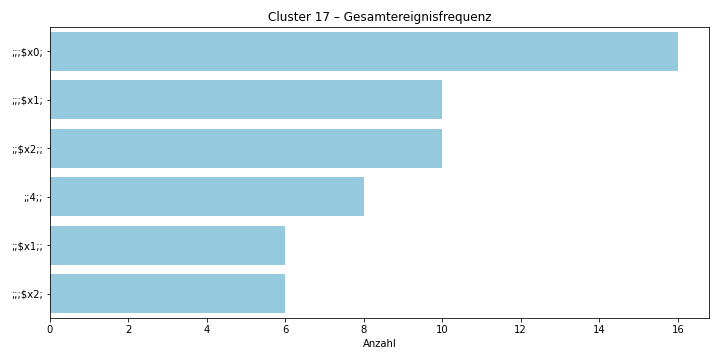 Cluster 17 – Gesamtereignisfrequenz
;;;$x0;
;;;$x1;
;;$x2;;
;;4;;
;;$x1;;
;;;$x2;
0 2 4 6 8 10 12 14 16
Anzahl